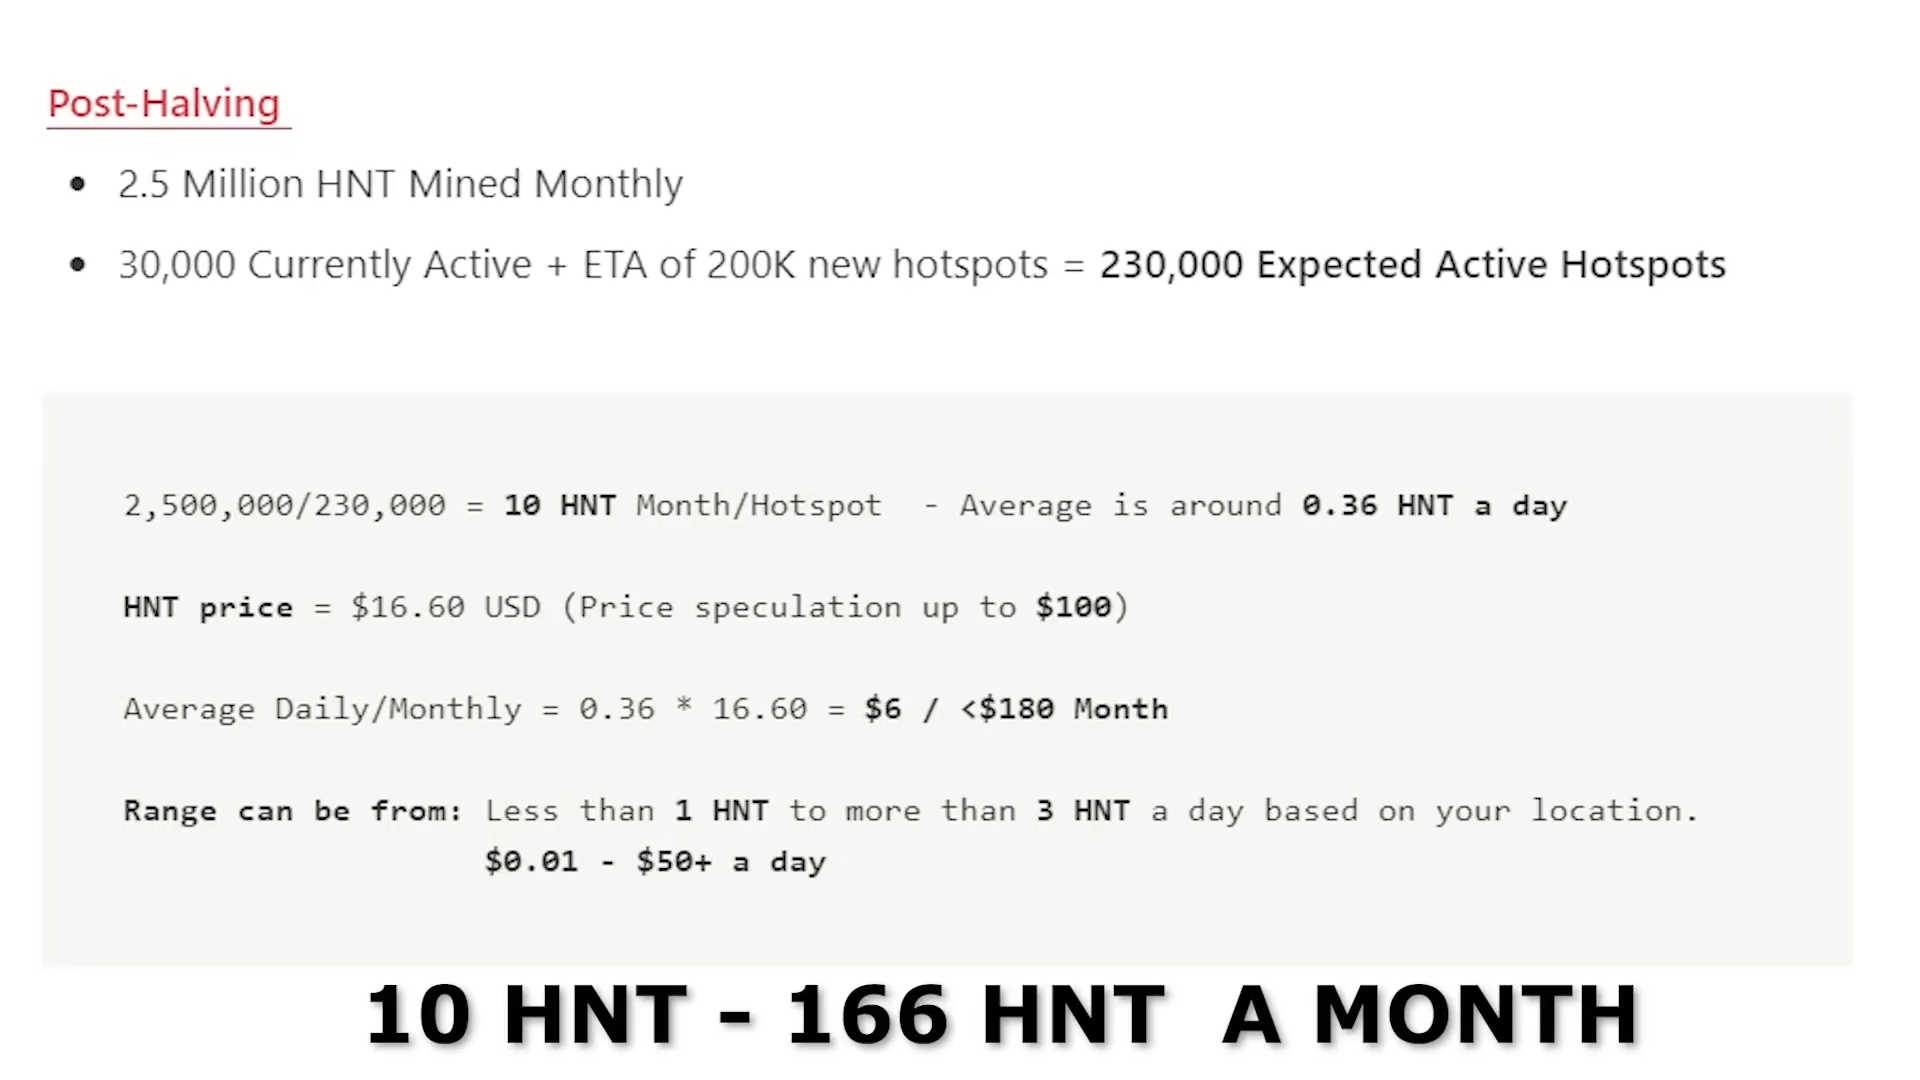 Post-Halving
• 2.5 Million HNT Mined Monthly
• 30,000 Currently Active + ETA of 200K new hotspots = 230,000 Expected Active Hotspots
2,500,000/230,000 = 10 HNT Month/Hotspot - Average is around 0.36 HNT a day
HNT price = $16.60 USD (Price speculation up to $100)
Average Daily/Monthly = 0.36 * 16.60 = $6 / <$180 Month
Range can be from: Less than 1 HNT to more than 3 HNT a day based on your location.
$0.01 - $50+ a day
10 HNT - 166 HNT A MONTH